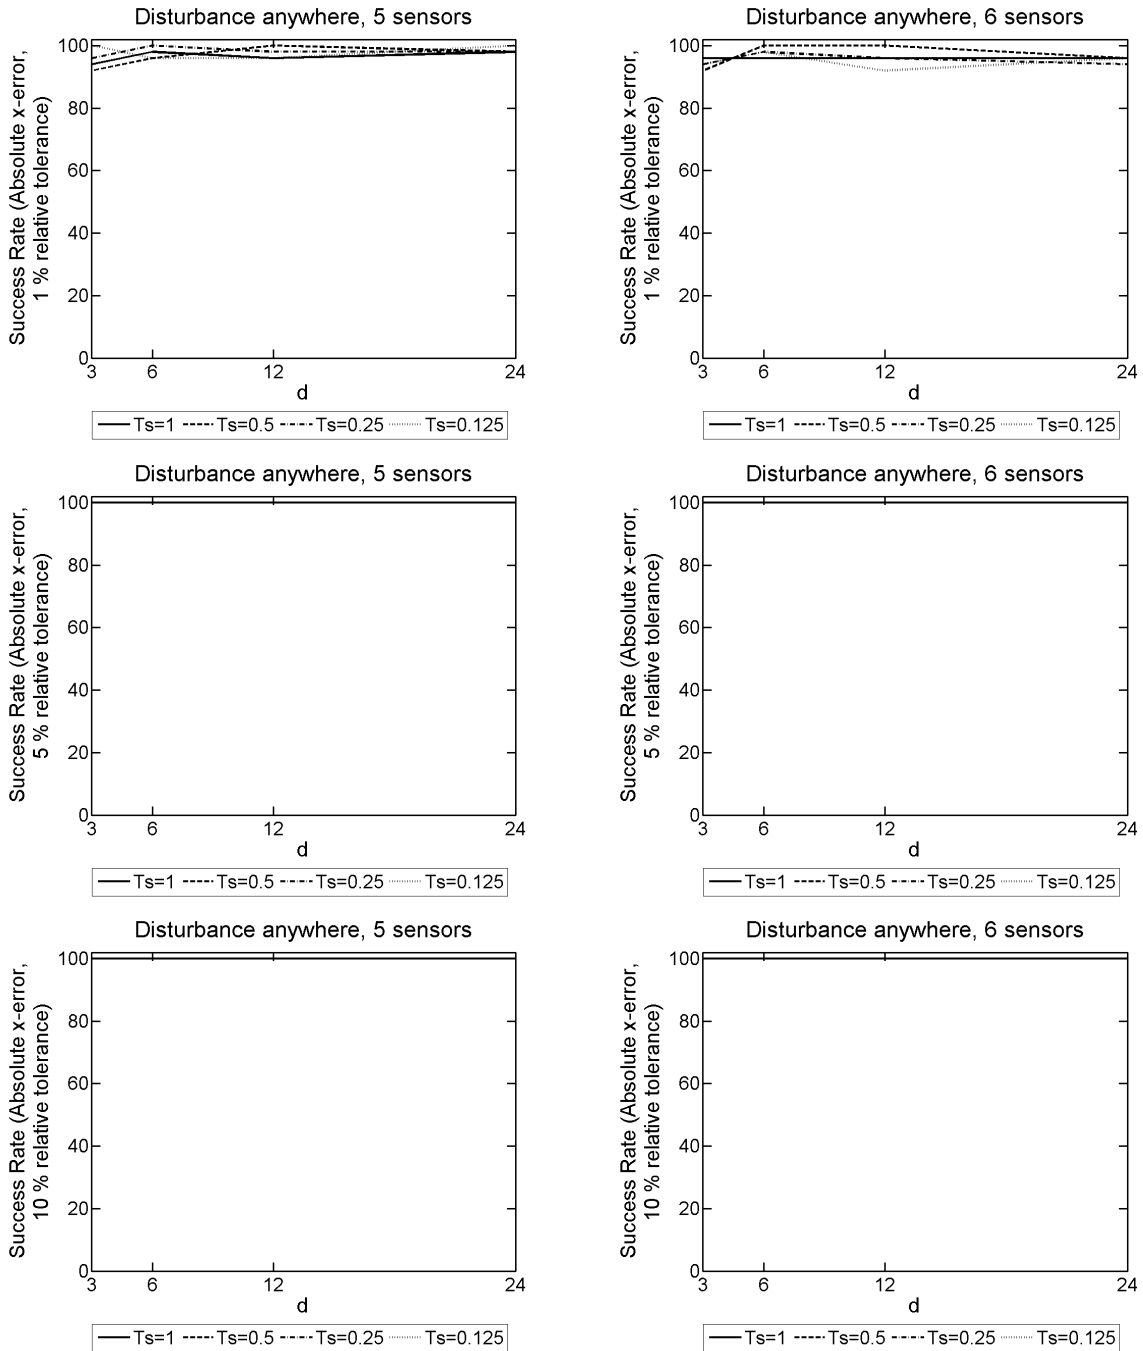 Disturbance anywhere, 5 sensors
Success Rate (Absolute x-error,
1 % relative tolerance)
100
80
60
40
20
0
3 6 12 24
d
Ts=1 Ts=0.5 Ts=0.25 Ts=0.125
Disturbance anywhere, 6 sensors
Success Rate (Absolute x-error,
1 % relative tolerance)
100
80
60
40
20
0
3 6 12 24
d
Ts=1 Ts=0.5 Ts=0.25 Ts=0.125
Disturbance anywhere, 5 sensors
Success Rate (Absolute x-error,
5 % relative tolerance)
100
80
60
40
20
0
3 6 12 24
d
Ts=1 Ts=0.5 Ts=0.25 Ts=0.125
Disturbance anywhere, 6 sensors
Success Rate (Absolute x-error,
5 % relative tolerance)
100
80
60
40
20
0
3 6 12 24
d
Ts=1 Ts=0.5 Ts=0.25 Ts=0.125
Disturbance anywhere, 5 sensors
Success Rate (Absolute x-error,
10 % relative tolerance)
100
80
60
40
20
0
3 6 12 24
d
Ts=1 Ts=0.5 Ts=0.25 Ts=0.125
Disturbance anywhere, 6 sensors
Success Rate (Absolute x-error,
10 % relative tolerance)
100
80
60
40
20
0
3 6 12 24
d
Ts=1 Ts=0.5 Ts=0.25 Ts=0.125